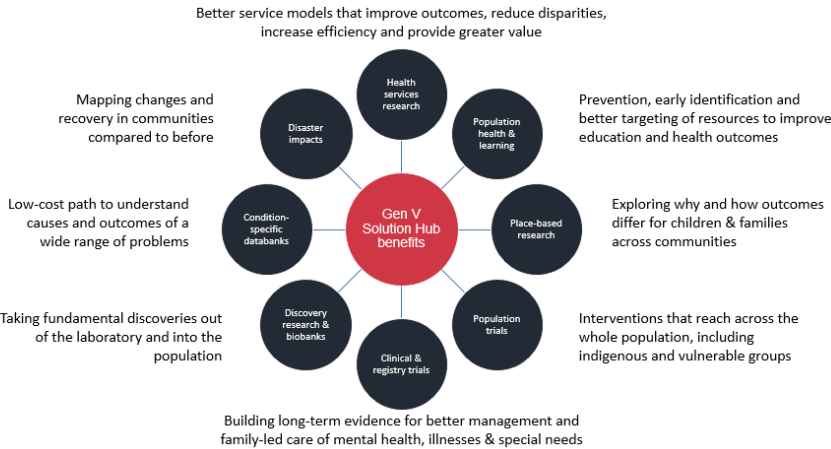 Better service models that improve outcomes, reduce disparities,
increase efficiency and provide greater value
Health
services
research
Population
health &
learning
Prevention, early identification and
better targeting of resources to improve
education and health outcomes
Place-based
research
Exploring why and how outcomes
differ for children & families
across communities
Population
trials
Interventions that reach across the
whole population, including
indigenous and vulnerable groups
Clinical &
registry trials
Building long-term evidence for better management and
family-led care of mental health, illnesses & special needs
Discovery
research &
biobanks
Taking fundamental discoveries out
of the laboratory and into the
population
Condition-
specific
databanks
Low-cost path to understand
causes and outcomes of a
wide range of problems
Disaster
impacts
Mapping changes and
recovery in communities
compared to before
Gen V
Solution Hub
benefits